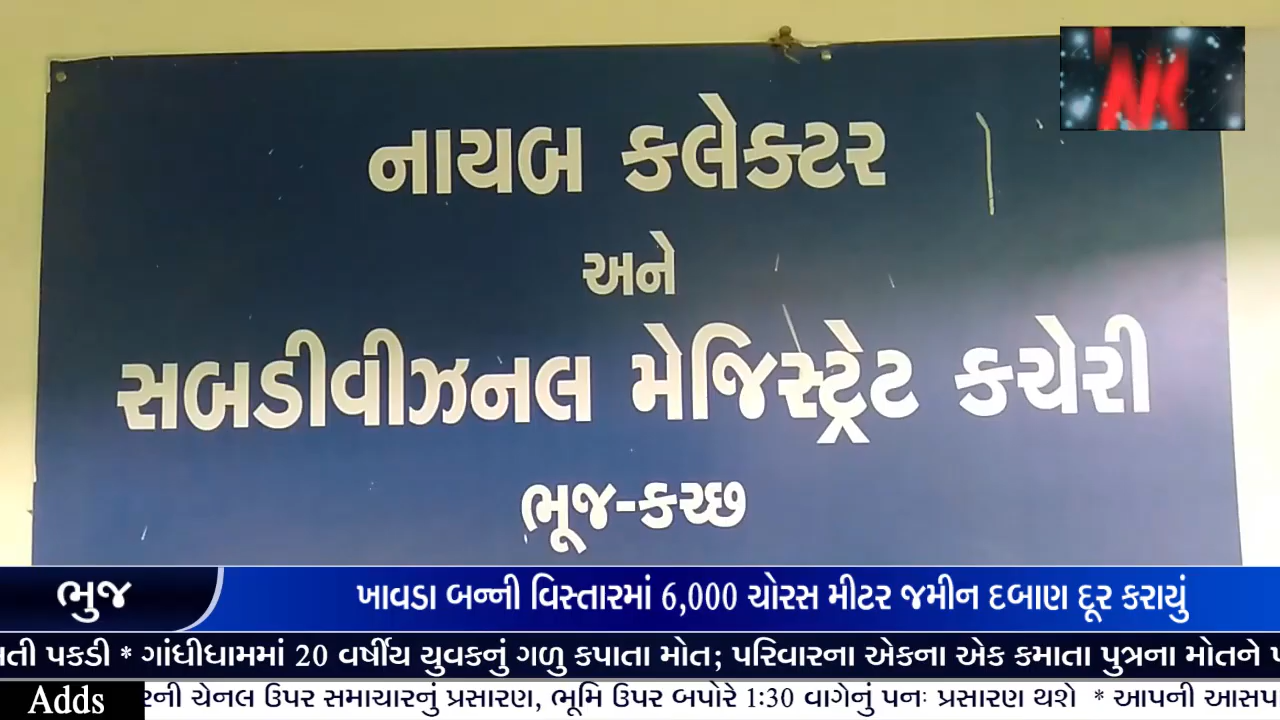 નાયબ કલેક્ટર
અને
સબડીવીઝનલ મેજિસ્ટ્રેટ કચેરી
ભૂજ-કચ્છ
ભુજ
ખાવડા બન્ની વિસ્તારમાં 6,000 ચોરસ મીટર જમીન દબાણ દૂર કરાયું
પકડી * ગાંધીધામમાં 20 વર્ષીય યુવકનું ગળુ કપાતા મોત; પરિવારના એકના એક કમાતા પુત્રના મોતને
Adds
ચેનલ ઉપર સમાચારનું પ્રસારણ, ભૂમિ ઉપર બપોરે 1:30 વાગેનું પનઃ પ્રસારણ થશે * આપની